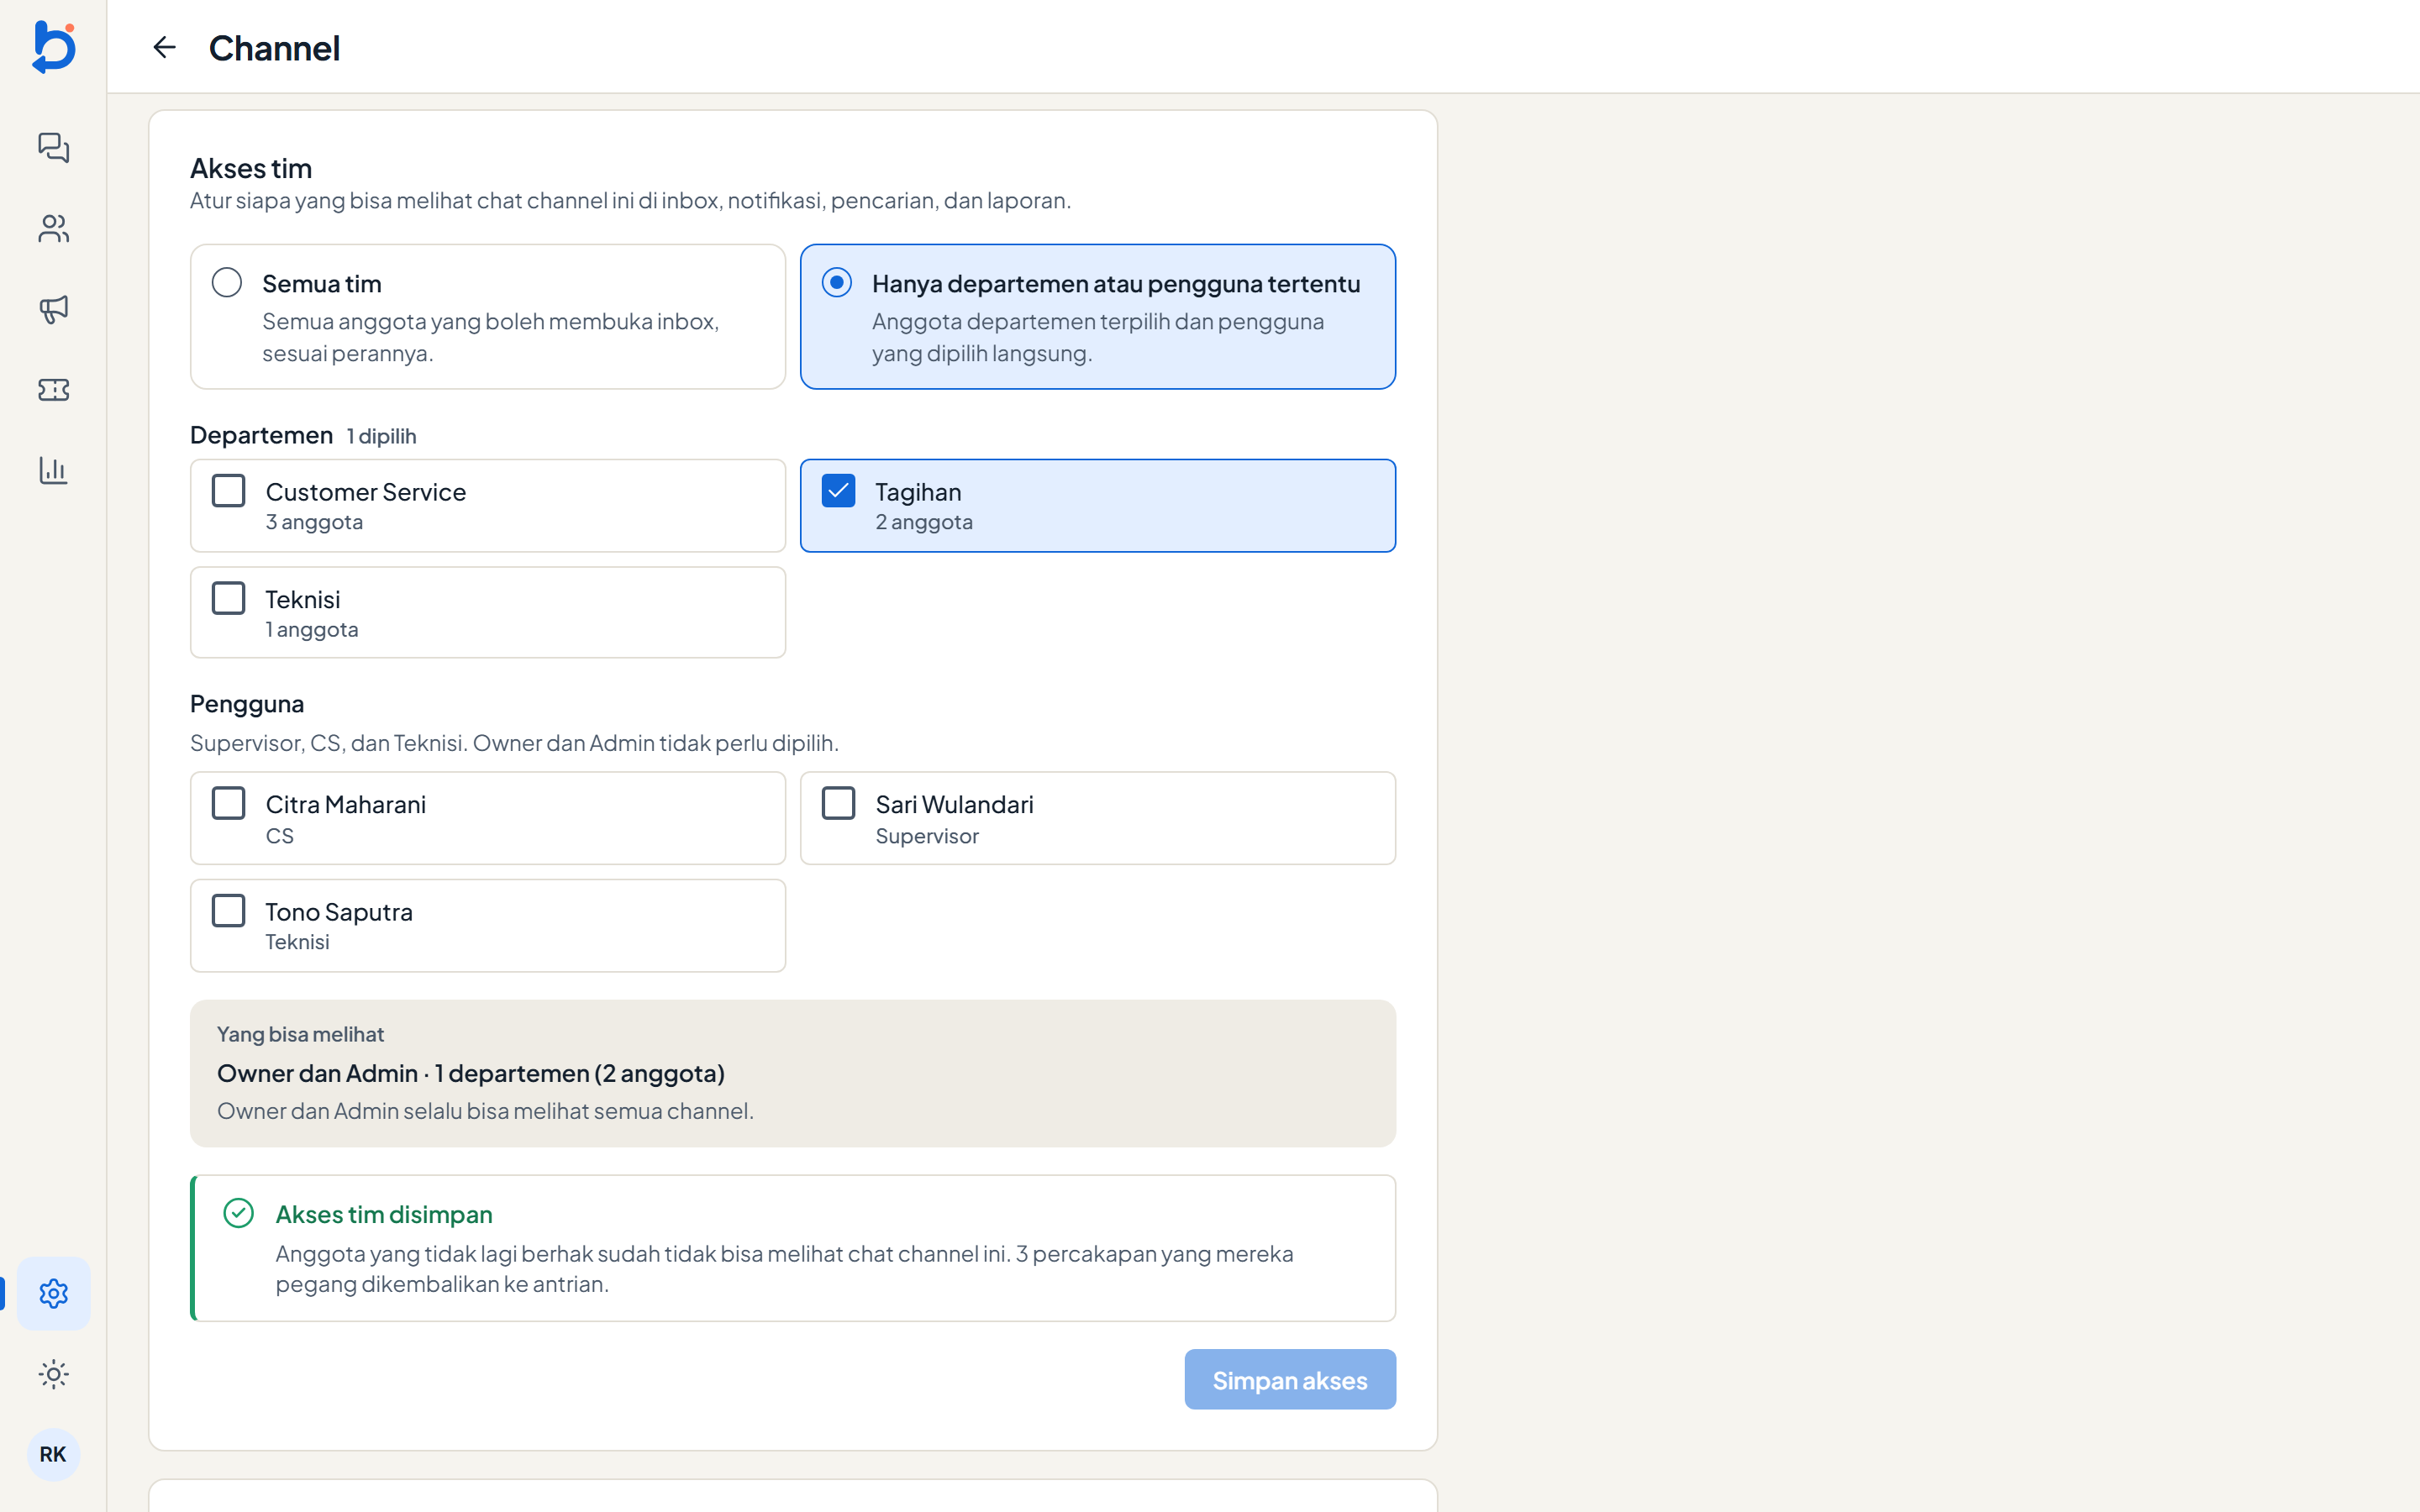 Channel
Akses tim
Atur siapa yang bisa melihat chat channel ini di inbox, notifikasi, pencarian, dan laporan.
Semua tim
Semua anggota yang boleh membuka inbox,
sesuai perannya.
Hanya departemen atau pengguna tertentu
Anggota departemen terpilih dan pengguna
yang dipilih langsung.
Departemen 1 dipilih
Customer Service
3 anggota
Tagihan
2 anggota
Teknisi
1 anggota
Pengguna
Supervisor, CS, dan Teknisi. Owner dan Admin tidak perlu dipilih.
Citra Maharani
CS
Sari Wulandari
Supervisor
Tono Saputra
Teknisi
Yang bisa melihat
Owner dan Admin · 1 departemen (2 anggota)
Owner dan Admin selalu bisa melihat semua channel.
Akses tim disimpan
Anggota yang tidak lagi berhak sudah tidak bisa melihat chat channel ini. 3 percakapan yang mereka
pegang dikembalikan ke antrian.
Simpan akses
RK